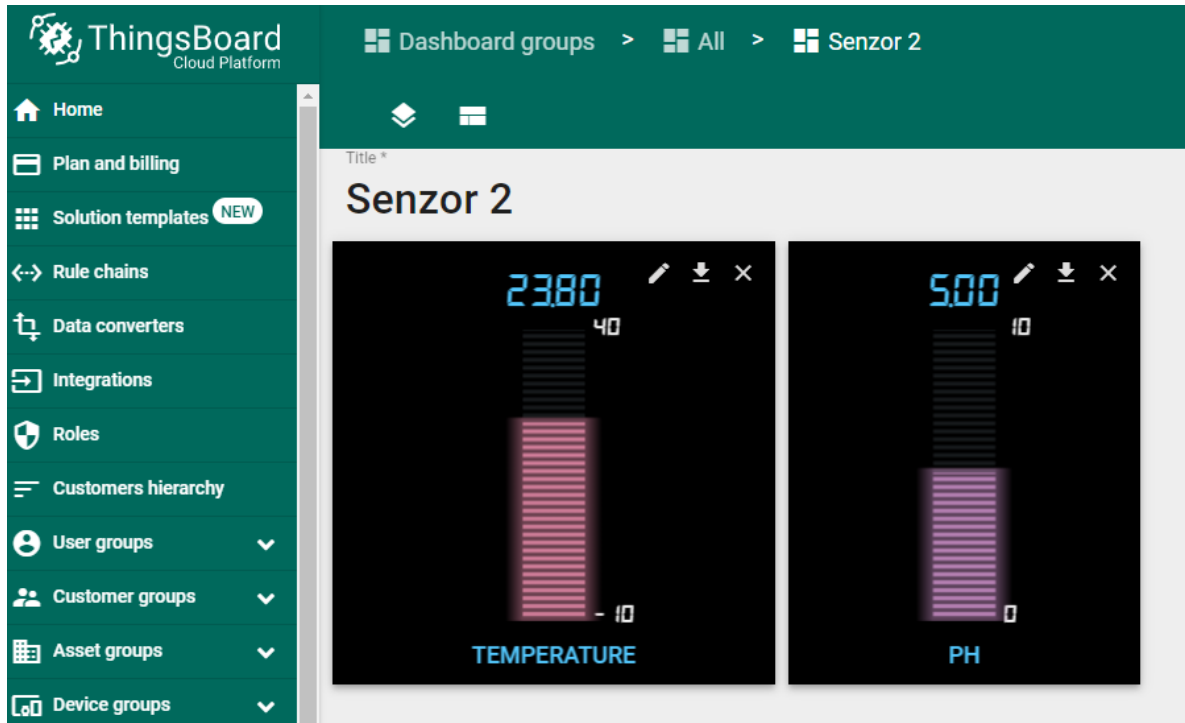 ThingsBoard
Cloud Platform
Dashboard groups > All > Senzor 2
Home
Plan and billing
Solution templates NEW
Rule chains
Data converters
Integrations
Roles
Customers hierarchy
User groups
Customer groups
Asset groups
Device groups
Title *
Senzor 2
23.80
40
-10
TEMPERATURE
5.00
10
0
PH